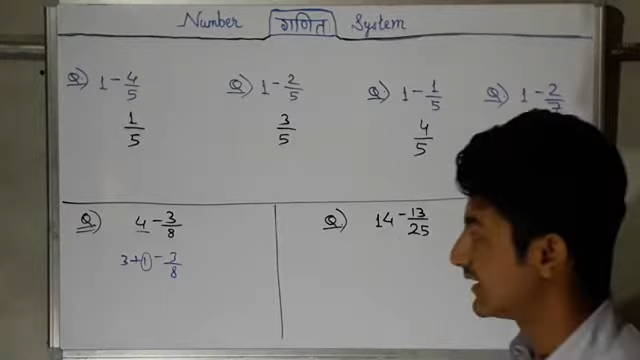 Number गणित System
Q) 1 - 4/5
1/5
Q) 1 - 2/5
3/5
Q) 1 - 1/5
4/5
Q) 1 - 2/7
Q) 4 - 3/8
3+1 - 3/8
Q) 14 - 13/25